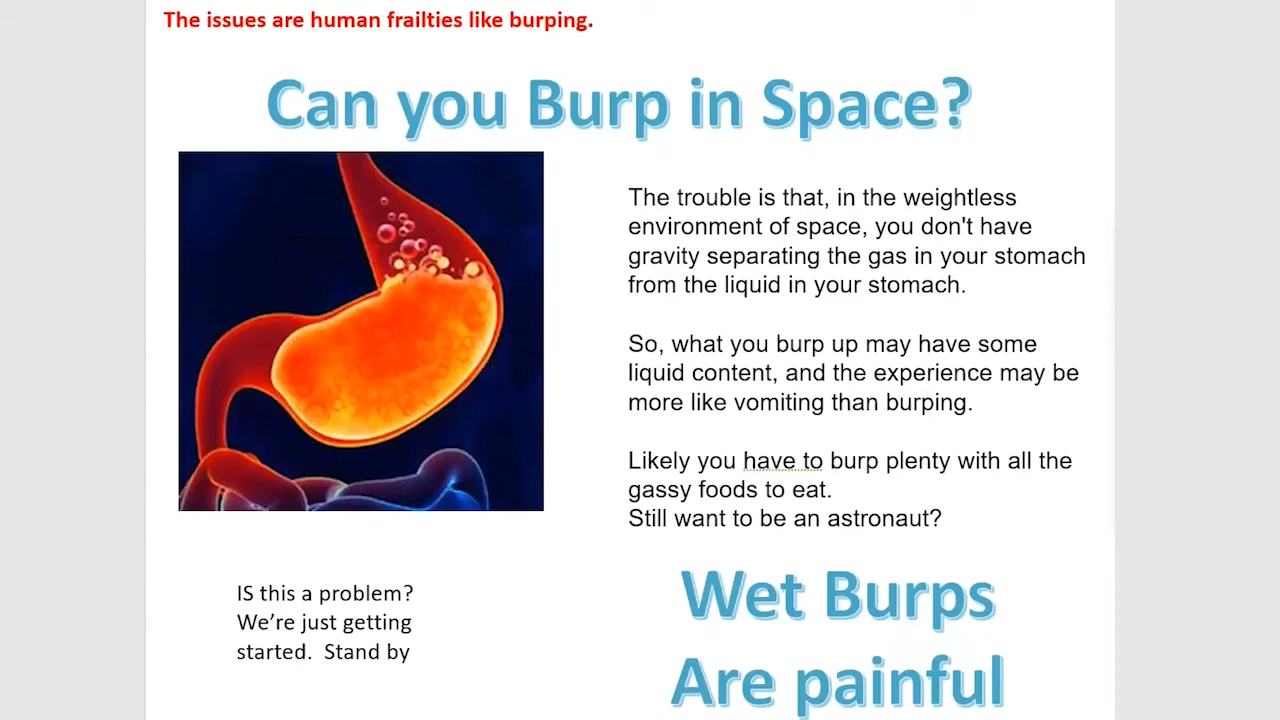 The issues are human frailties like burping.
Can you Burp in Space?
The trouble is that, in the weightless
environment of space, you don't have
gravity separating the gas in your stomach
from the liquid in your stomach.
So, what you burp up may have some
liquid content, and the experience may be
more like vomiting than burping.
Likely you have to burp plenty with all the
gassy foods to eat.
Still want to be an astronaut?
IS this a problem?
We’re just getting
started.  Stand by
Wet Burps
Are painful